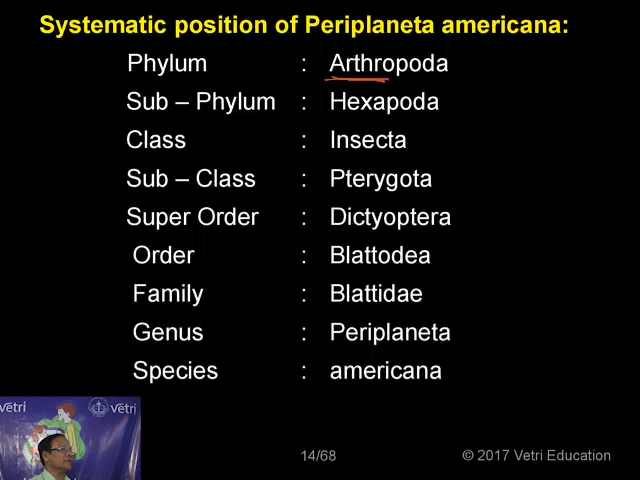 Systematic position of Periplaneta americana:
Phylum : Arthropoda
Sub – Phylum : Hexapoda
Class : Insecta
Sub – Class : Pterygota
Super Order : Dictyoptera
Order : Blattodea
Family : Blattidae
Genus : Periplaneta
Species : americana
vetri vetri
14/68 © 2017 Vetri Education